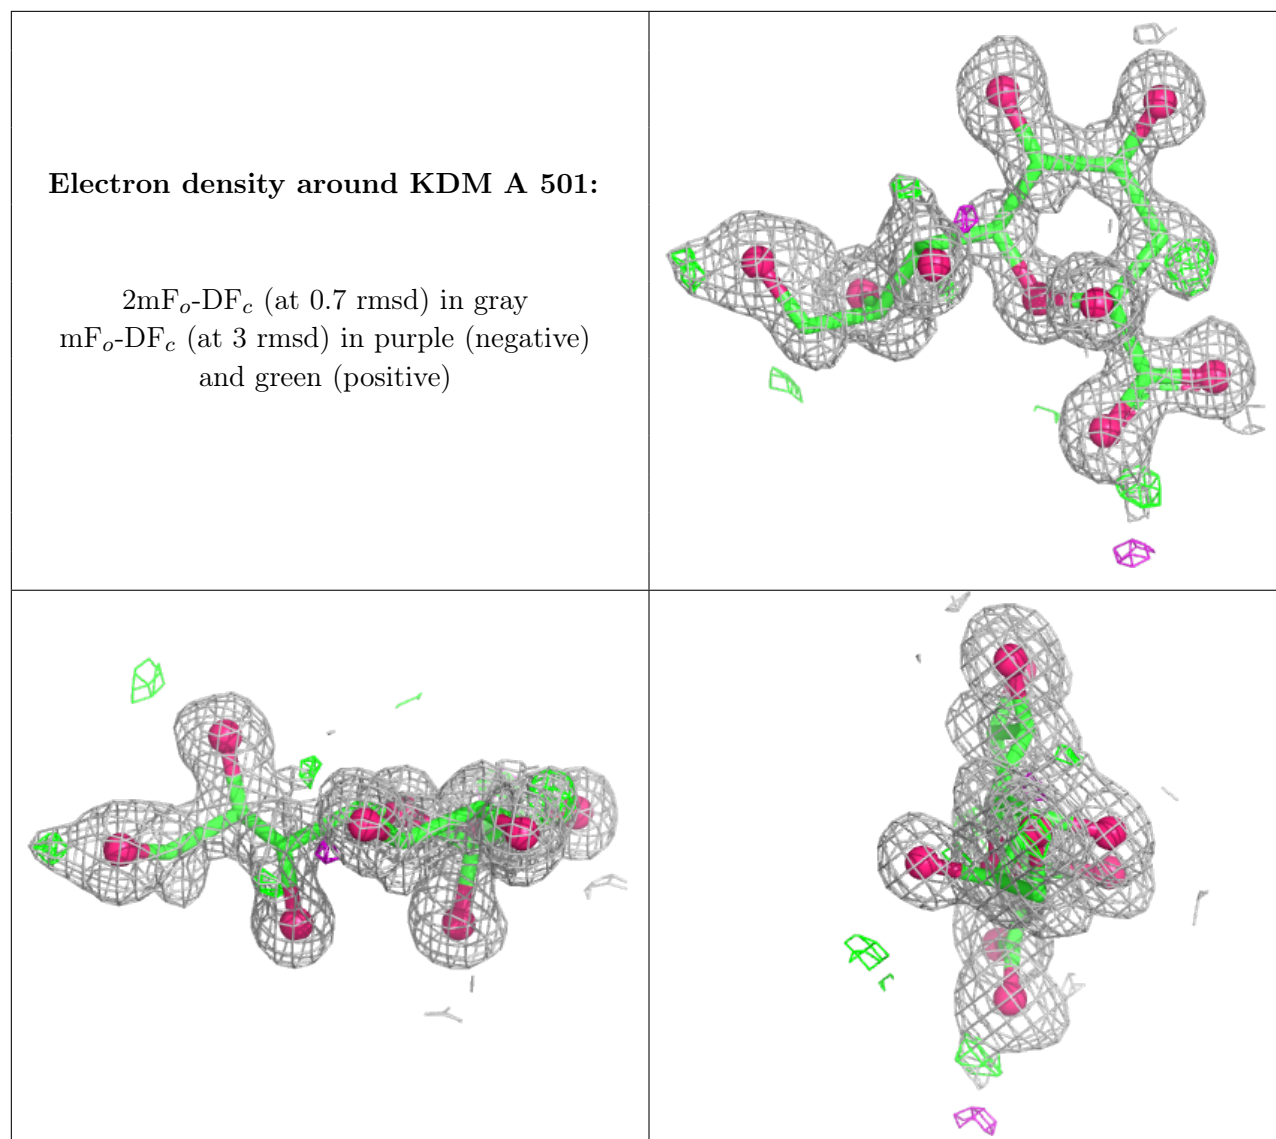 Electron density around KDM A 501:
2mFo-DFc (at 0.7 rmsd) in gray
mFo-DFc (at 3 rmsd) in purple (negative)
and green (positive)